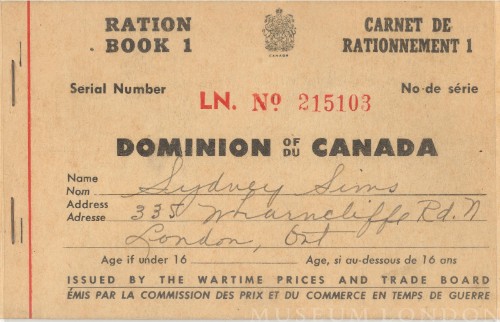 RATION BOOK 1
CARNET DE RATIONNEMENT 1
CANADA
Serial Number
LN. No 215103
No-de série
DOMINION OF DU CANADA
Name
Nom
Sydney Sims
Address
Adresse
335 Wharncliffe Rd. N
London, Ont
Age if under 16 Age, si au-dessous de 16 ans
ISSUED BY THE WARTIME PRICES AND TRADE BOARD
ÉMIS PAR LA COMMISSION DES PRIX ET DU COMMERCE EN TEMPS DE GUERRE
MUSEUM LONDON